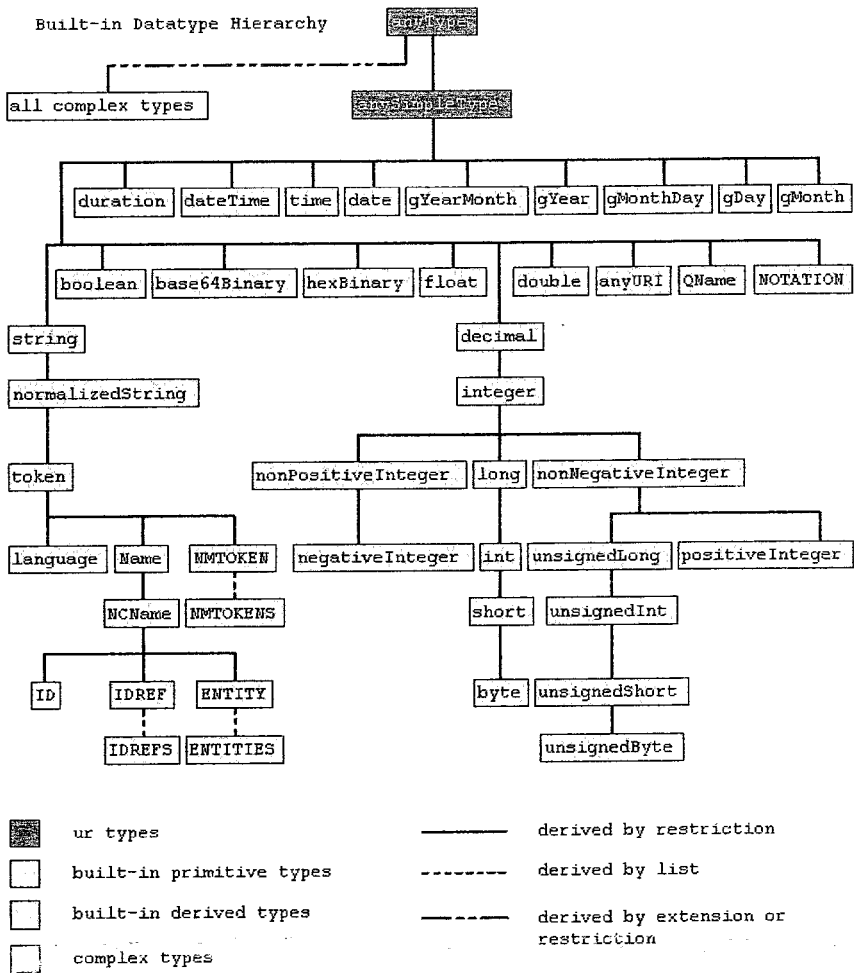 Built-in Datatype Hierarchy
anyType
all complex types
anySimpleType
duration dateTime time date gYearMonth gYear gMonthDay gDay gMonth
boolean base64Binary hexBinary float double anyURI QName NOTATION
string decimal
normalizedString integer
token nonPositiveInteger long nonNegativeInteger
language Name NMTOKEN negativeInteger int unsignedLong positiveInteger
NCName NMTOKENS short unsignedInt
ID IDREF ENTITY byte unsignedShort
IDREFS ENTITIES unsignedByte
ur types
derived by restriction
built-in primitive types
derived by list
built-in derived types
derived by extension or
restriction
complex types